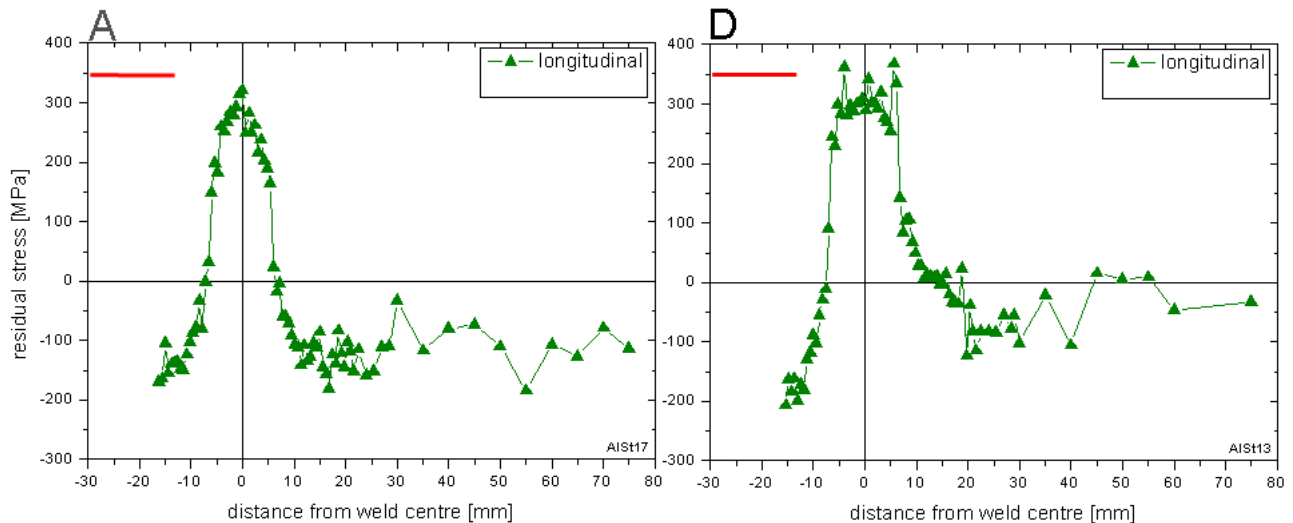 A
400
300
200
100
0
-100
-200
-300
residual stress [MPa]
longitudinal
AlSt17
-30 -20 -10 0 10 20 30 40 50 60 70 80
distance from weld centre [mm]
D
400
300
200
100
0
-100
-200
-300
longitudinal
AlSt13
-30 -20 -10 0 10 20 30 40 50 60 70 80
distance from weld centre [mm]